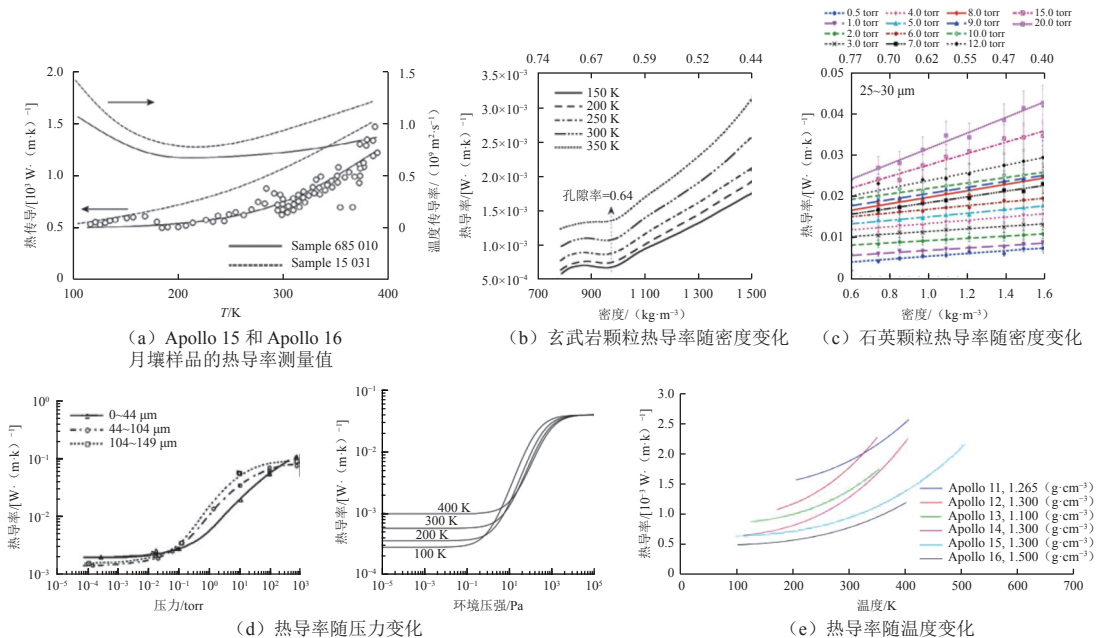 热传导/[10³ W·（m·k）⁻¹]
2.0
1.5
1.0
0.5
0
1.5
1.0
0.5
0
温度传导率/（10⁹ m²·s⁻¹）
Sample 685 010
Sample 15 031
100
200
300
400
T/K
（a）Apollo 15 和 Apollo 16
月壤样品的热导率测量值
0.74
0.67
0.59
0.52
0.44
热导率/[W·（m·k）⁻¹]
3.5×10⁻³
3.0×10⁻³
2.5×10⁻³
2.0×10⁻³
1.5×10⁻³
1.0×10⁻³
5.0×10⁻⁴
150 K
200 K
250 K
300 K
350 K
孔隙率=0.64
700
900
1 100
1 300
1 500
密度/（kg·m⁻³）
（b）玄武岩颗粒热导率随密度变化
0.5 torr
4.0 torr
8.0 torr
15.0 torr
1.0 torr
5.0 torr
9.0 torr
20.0 torr
2.0 torr
6.0 torr
10.0 torr
3.0 torr
7.0 torr
12.0 torr
0.77
0.70
0.62
0.55
0.47
0.40
热导率/[W·（m·k）⁻¹]
0.05
0.04
0.03
0.02
0.01
0
25~30 μm
0.6
0.8
1.0
1.2
1.4
1.6
密度/（kg·m⁻³）
（c）石英颗粒热导率随密度变化
热导率/[W·（m·k）⁻¹]
10⁰
10⁻¹
10⁻²
10⁻³
0~44 μm
44~104 μm
104~149 μm
10⁻⁵
10⁻⁴
10⁻³
10⁻²
10⁻¹
10⁰
10¹
10²
10³
压力/torr
热导率/[W·（m·k）⁻¹]
10⁻¹
10⁻²
10⁻³
10⁻⁴
400 K
300 K
200 K
100 K
10⁻⁵
10⁻³
10⁻¹
10¹
10³
10⁵
环境压强/Pa
（d）热导率随压力变化
热导率/[10⁻³ W·（m·k）⁻¹]
3.0
2.5
2.0
1.5
1.0
0.5
0
Apollo 11, 1.265（g·cm⁻³）
Apollo 12, 1.300（g·cm⁻³）
Apollo 13, 1.100（g·cm⁻³）
Apollo 14, 1.300（g·cm⁻³）
Apollo 15, 1.300（g·cm⁻³）
Apollo 16, 1.500（g·cm⁻³）
0
100
200
300
400
500
600
700
温度/K
（e）热导率随温度变化